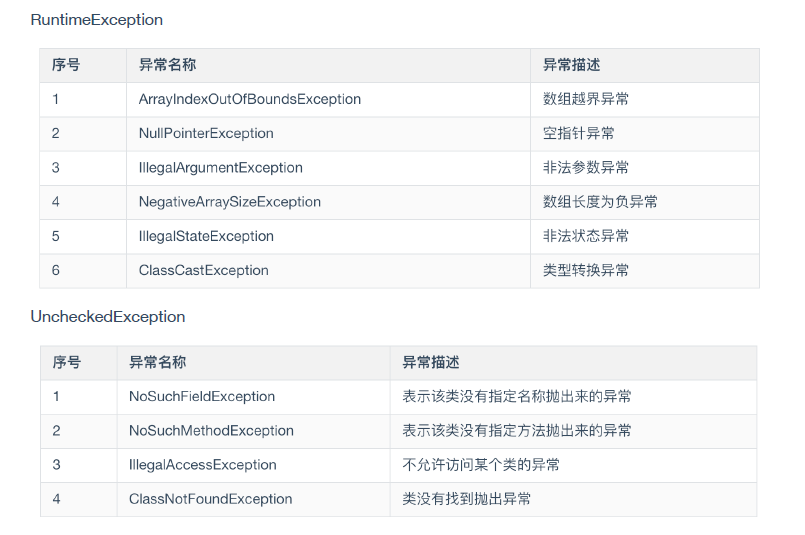 RuntimeException
序号 异常名称 异常描述
1 ArrayIndexOutOfBoundsException 数组越界异常
2 NullPointerException 空指针异常
3 IllegalArgumentException 非法参数异常
4 NegativeArraySizeException 数组长度为负异常
5 IllegalStateException 非法状态异常
6 ClassCastException 类型转换异常
UncheckedException
序号 异常名称 异常描述
1 NoSuchFieldException 表示该类没有指定名称抛出来的异常
2 NoSuchMethodException 表示该类没有指定方法抛出来的异常
3 IllegalAccessException 不允许访问某个类的异常
4 ClassNotFoundException 类没有找到抛出异常